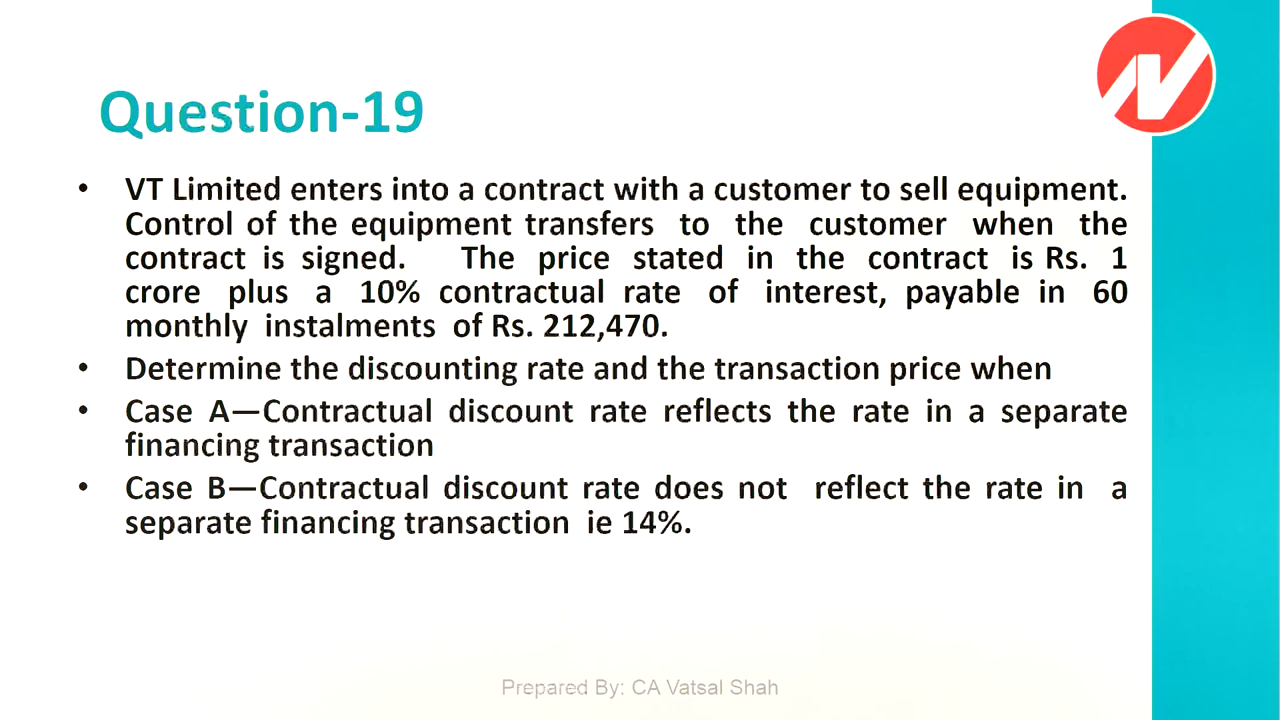 Question-19
• VT Limited enters into a contract with a customer to sell equipment.
Control of the equipment transfers to the customer when the
contract is signed. The price stated in the contract is Rs. 1
crore plus a 10% contractual rate of interest, payable in 60
monthly instalments of Rs. 212,470.
• Determine the discounting rate and the transaction price when
• Case A—Contractual discount rate reflects the rate in a separate
financing transaction
• Case B—Contractual discount rate does not reflect the rate in a
separate financing transaction ie 14%.
Prepared By: CA Vatsal Shah